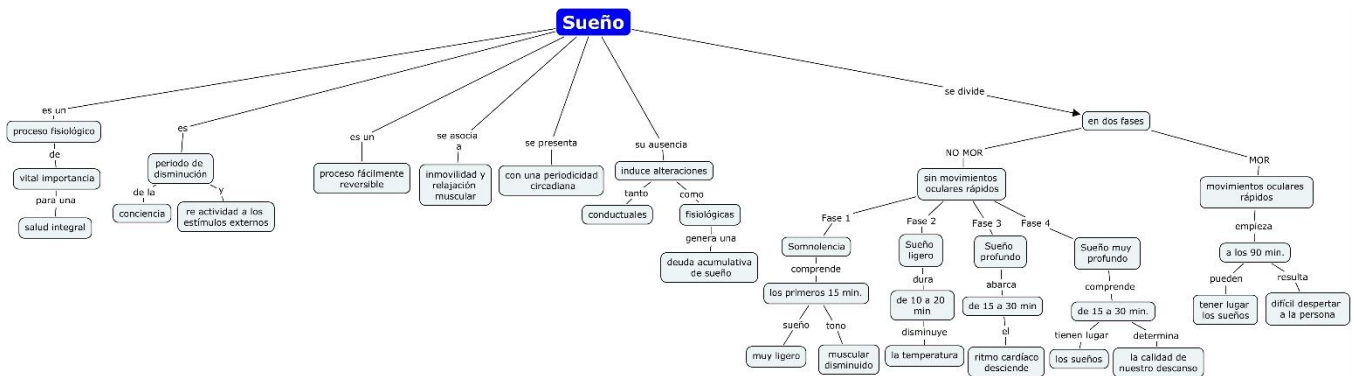 Sueño
es un
proceso fisiológico
de
vital importancia
para una
salud integral
es
periodo de
disminución
de la
conciencia
y
re actividad a los
estímulos externos
es un
proceso fácilmente
reversible
se asocia
a
inmovilidad y
relajación
muscular
se presenta
con una periodicidad
circadiana
su ausencia
induce alteraciones
tanto
conductuales
como
fisiológicas
genera una
deuda acumulativa
de sueño
se divide
en dos fases
NO MOR
sin movimientos
oculares rápidos
Fase 1
Somnolencia
comprende
los primeros 15 min.
sueño
muy ligero
tono
muscular
disminuido
Fase 2
Sueño
ligero
dura
de 10 a 20
min
disminuye
la temperatura
Fase 3
Sueño
profundo
abarca
de 15 a 30 min
el
ritmo cardíaco
desciende
Fase 4
Sueño muy
profundo
comprende
de 15 a 30 min.
tienen lugar
los sueños
determina
la calidad de
nuestro descanso
MOR
movimientos oculares
rápidos
empieza
a los 90 min.
pueden
tener lugar
los sueños
resulta
difícil despertar
a la persona